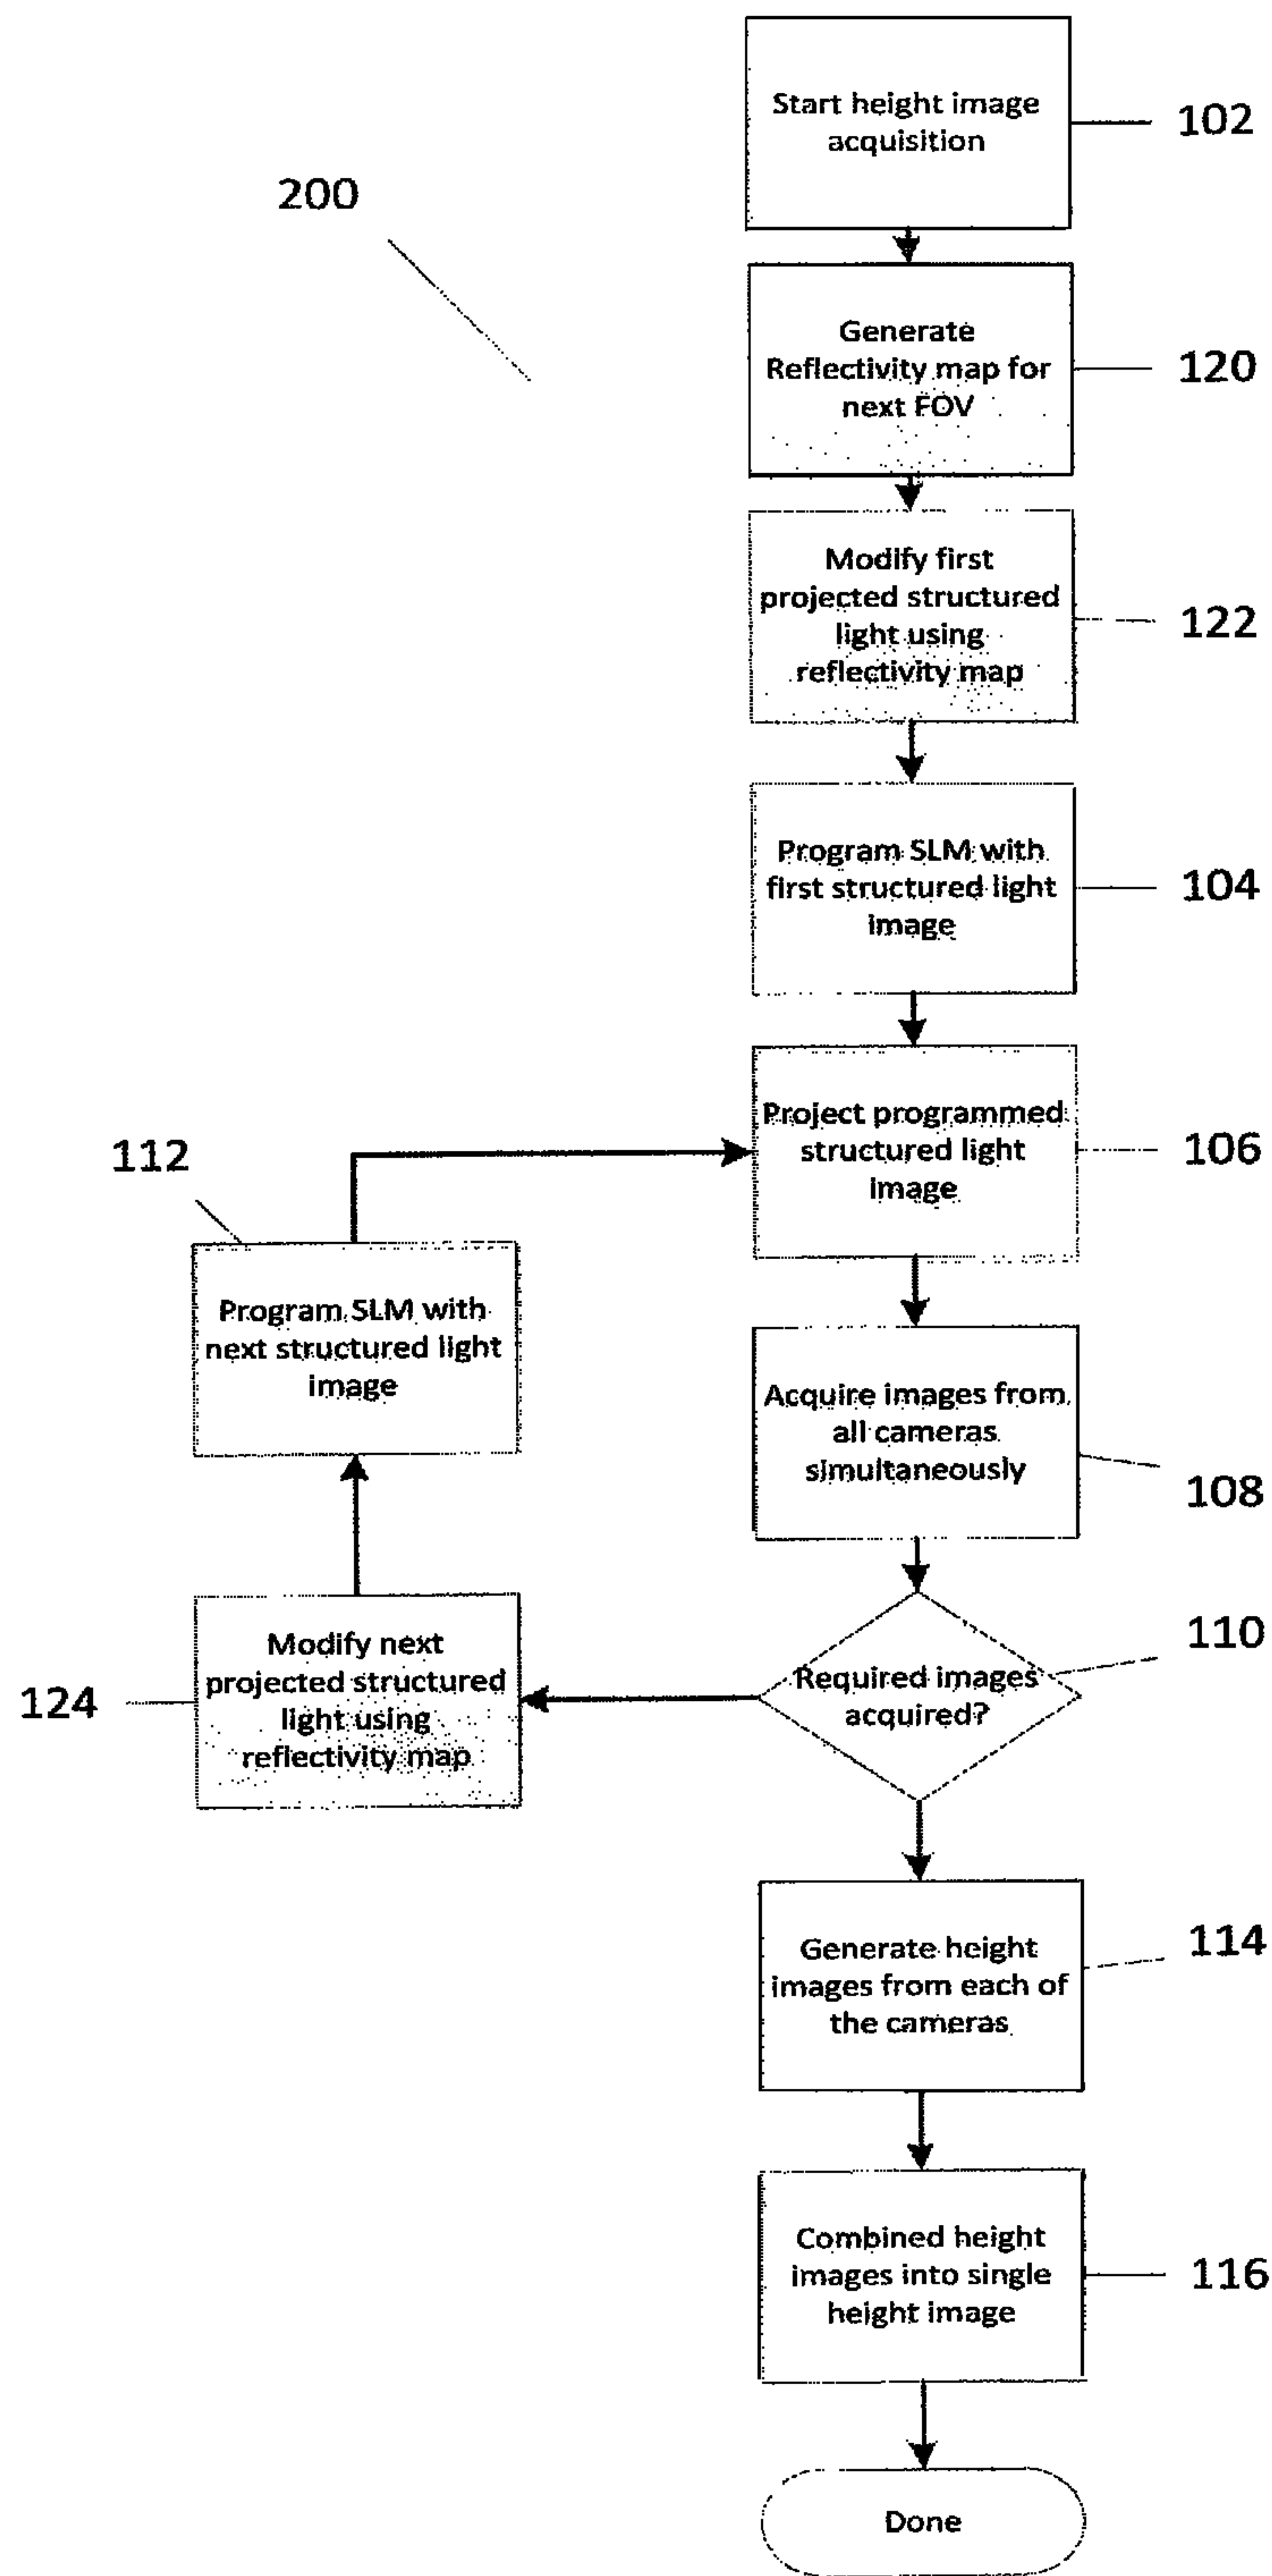 Start height image
acquisition
102
200
Generate
Reflectivity map for
next FOV
120
Modify first
projected structured
light using
reflectivity map
122
Program SLM with
first structured light
image
104
Project programmed
structured light
image
106
112
Program SLM with
next structured light
image
Acquire images from
all cameras
simultaneously
108
Required images
acquired?
110
Modify next
projected structured
light using
reflectivity map
124
Generate height
images from each of
the cameras
114
Combined height
images into single
height image
116
Done